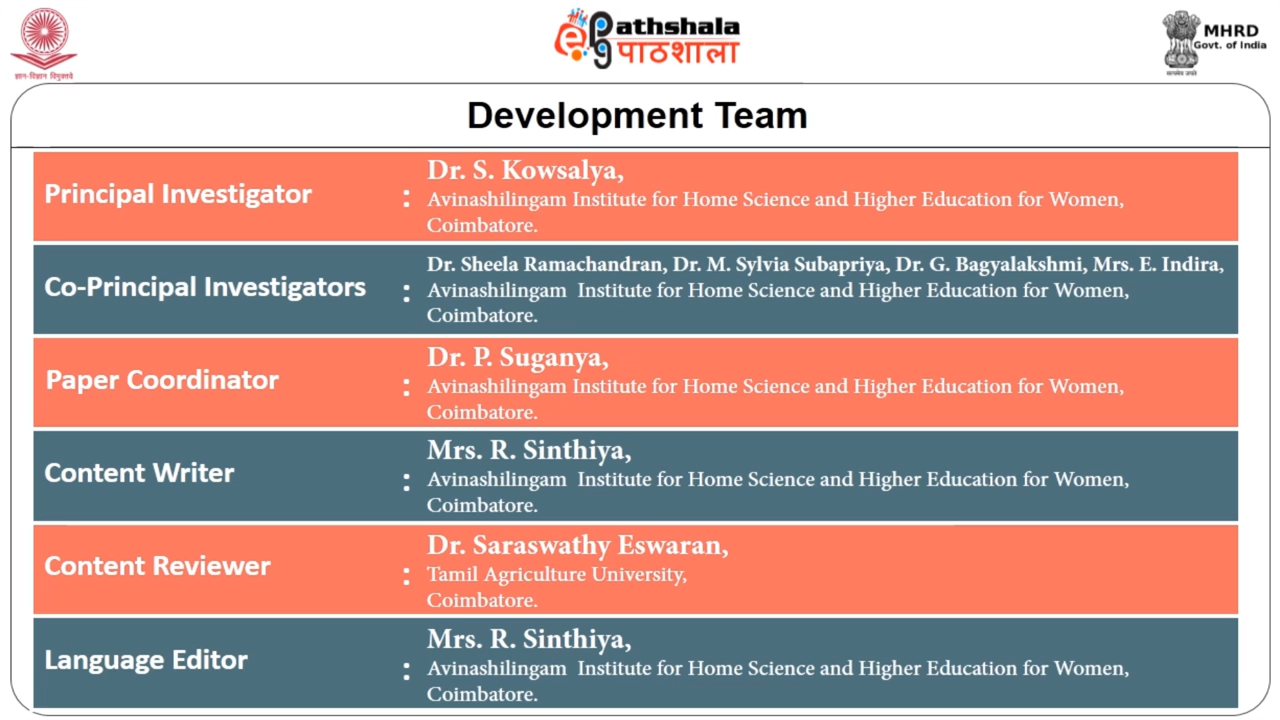 ज्ञान-विज्ञान विमुक्तये
ePathshala
पाठशाला
MHRD
Govt. of India
सत्यमेव जयते
Development Team
Principal Investigator : Dr. S. Kowsalya,
Avinashilingam Institute for Home Science and Higher Education for Women,
Coimbatore.
Co-Principal Investigators : Dr. Sheela Ramachandran, Dr. M. Sylvia Subapriya, Dr. G. Bagyalakshmi, Mrs. E. Indira,
Avinashilingam Institute for Home Science and Higher Education for Women,
Coimbatore.
Paper Coordinator : Dr. P. Suganya,
Avinashilingam Institute for Home Science and Higher Education for Women,
Coimbatore.
Content Writer : Mrs. R. Sinthiya,
Avinashilingam Institute for Home Science and Higher Education for Women,
Coimbatore.
Content Reviewer : Dr. Saraswathy Eswaran,
Tamil Agriculture University,
Coimbatore.
Language Editor : Mrs. R. Sinthiya,
Avinashilingam Institute for Home Science and Higher Education for Women,
Coimbatore.